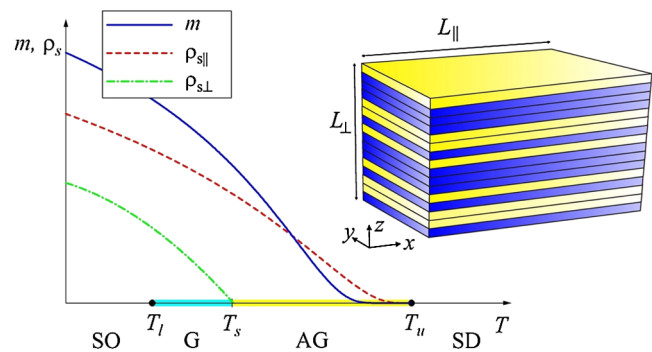 m, ρₛ
m
ρₛ∥
ρₛ⊥
L∥
L⊥
y z x
Tₗ Tₛ Tᵤ T
SO G AG SD